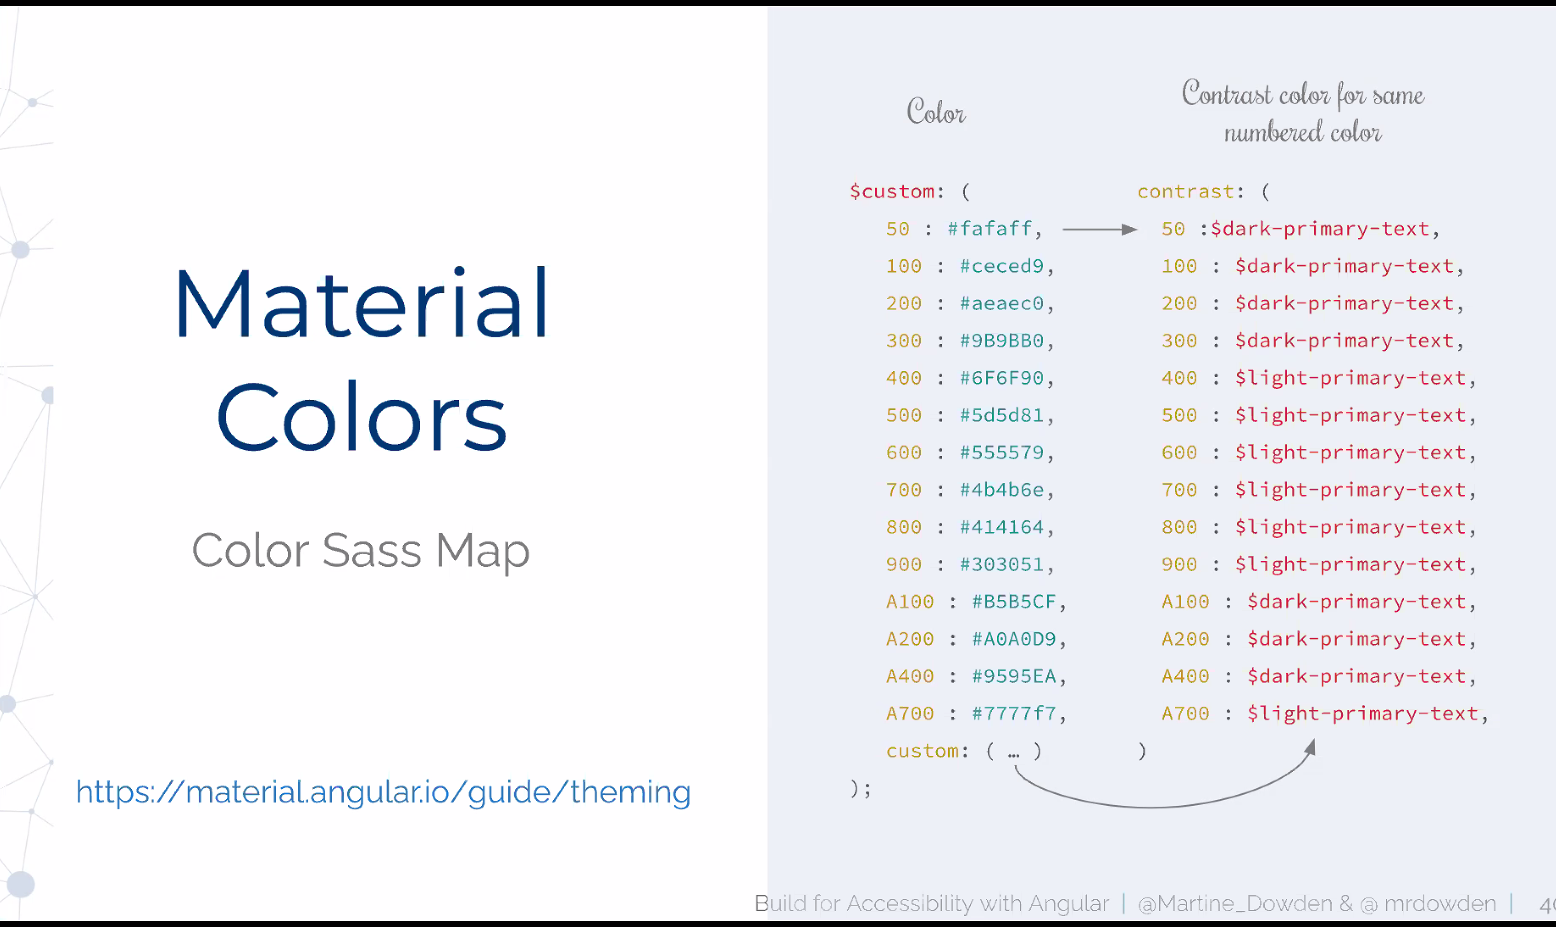 Material
Colors
Color Sass Map
https://material.angular.io/guide/theming
Color
$custom: (
50 : #fafaff,
100 : #ceced9,
200 : #aeaec0,
300 : #9B9BB0,
400 : #6F6F90,
500 : #5d5d81,
600 : #555579,
700 : #4b4b6e,
800 : #414164,
900 : #303051,
A100 : #B5B5CF,
A200 : #A0A0D9,
A400 : #9595EA,
A700 : #7777f7,
custom: ( … )
);
Contrast color for same
numbered color
contrast: (
50 :$dark-primary-text,
100 : $dark-primary-text,
200 : $dark-primary-text,
300 : $dark-primary-text,
400 : $light-primary-text,
500 : $light-primary-text,
600 : $light-primary-text,
700 : $light-primary-text,
800 : $light-primary-text,
900 : $light-primary-text,
A100 : $dark-primary-text,
A200 : $dark-primary-text,
A400 : $dark-primary-text,
A700 : $light-primary-text,
)
Build for Accessibility with Angular | @Martine_Dowden & @ mrdowden |